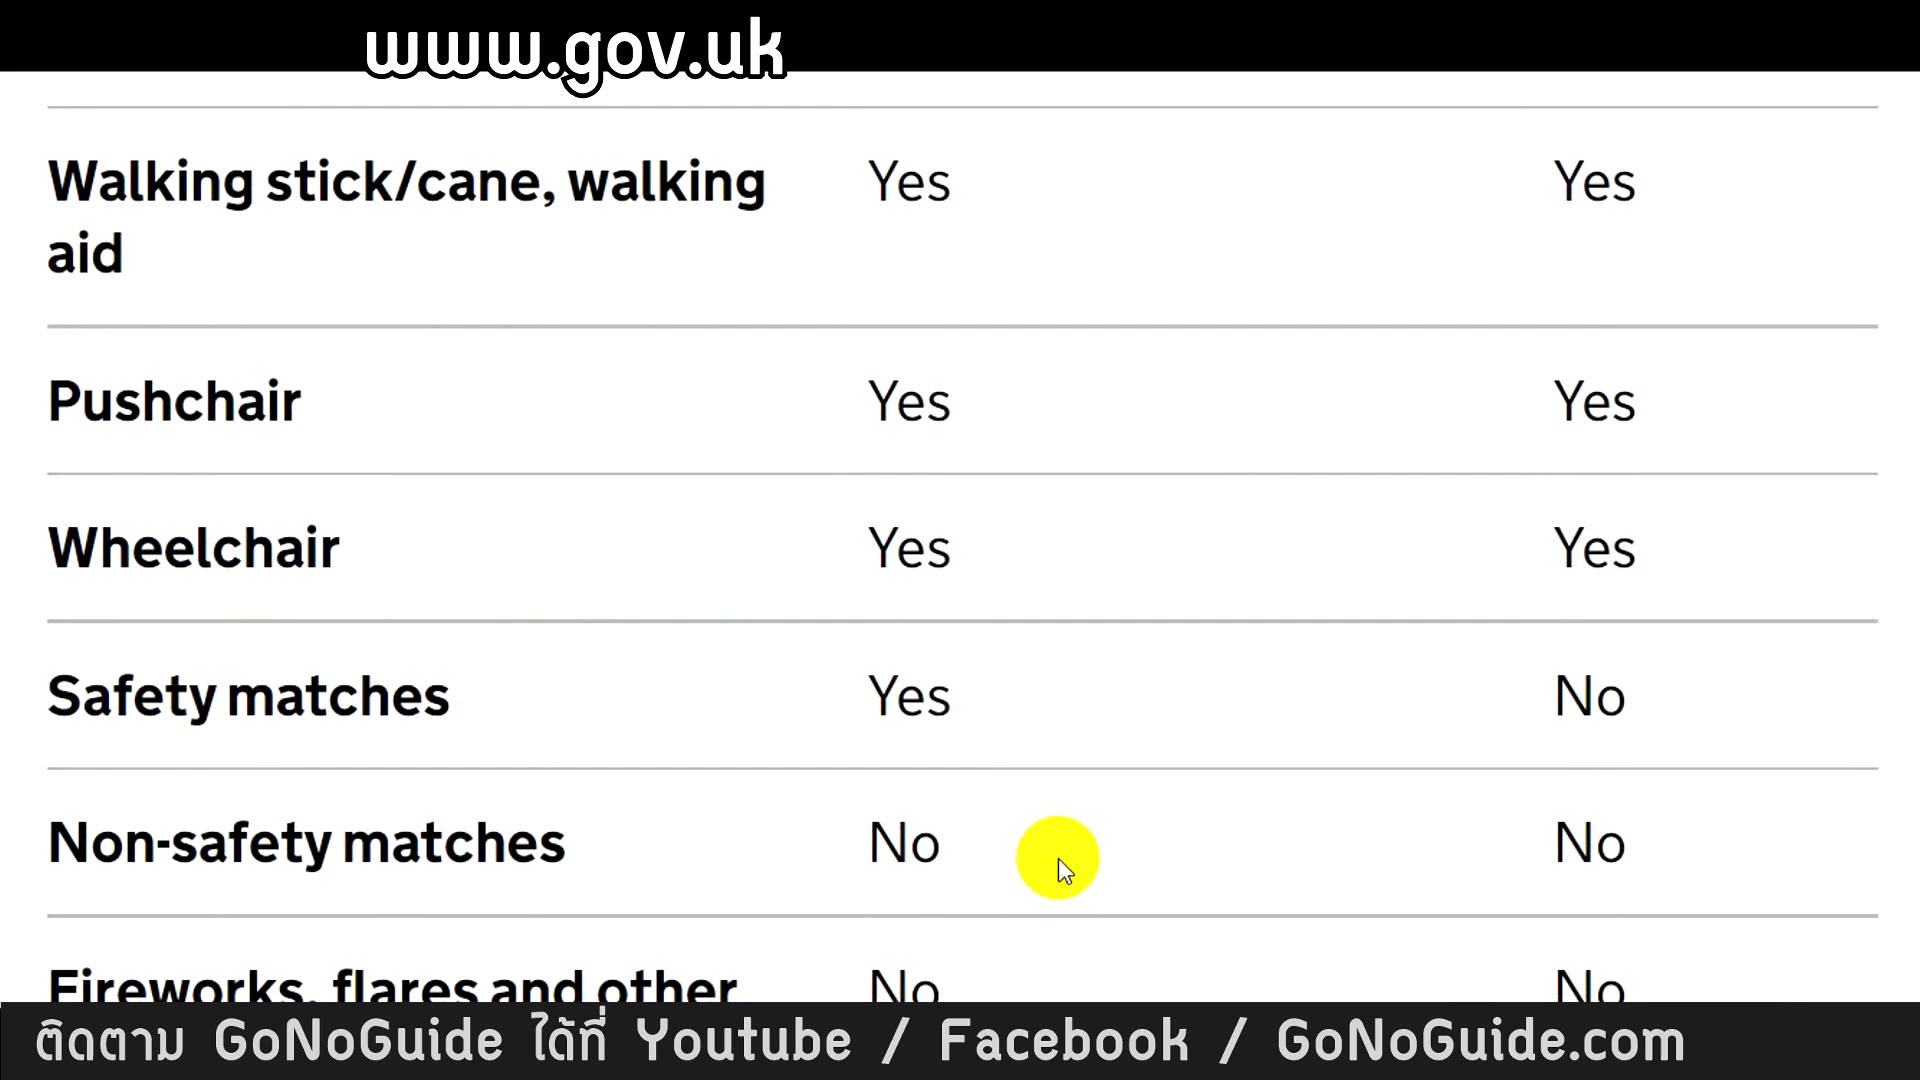 www.gov.uk
Walking stick/cane, walking Yes Yes
aid
Pushchair Yes Yes
Wheelchair Yes Yes
Safety matches Yes No
Non-safety matches No No
Fireworks, flares and other No No
ติดตาม GoNoGuide ได้ที่ Youtube / Facebook / GoNoGuide.com